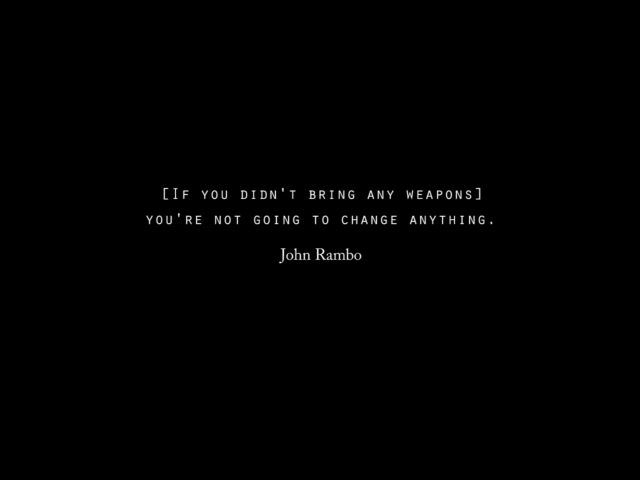 [If you didn't bring any weapons]
you're not going to change anything.
John Rambo